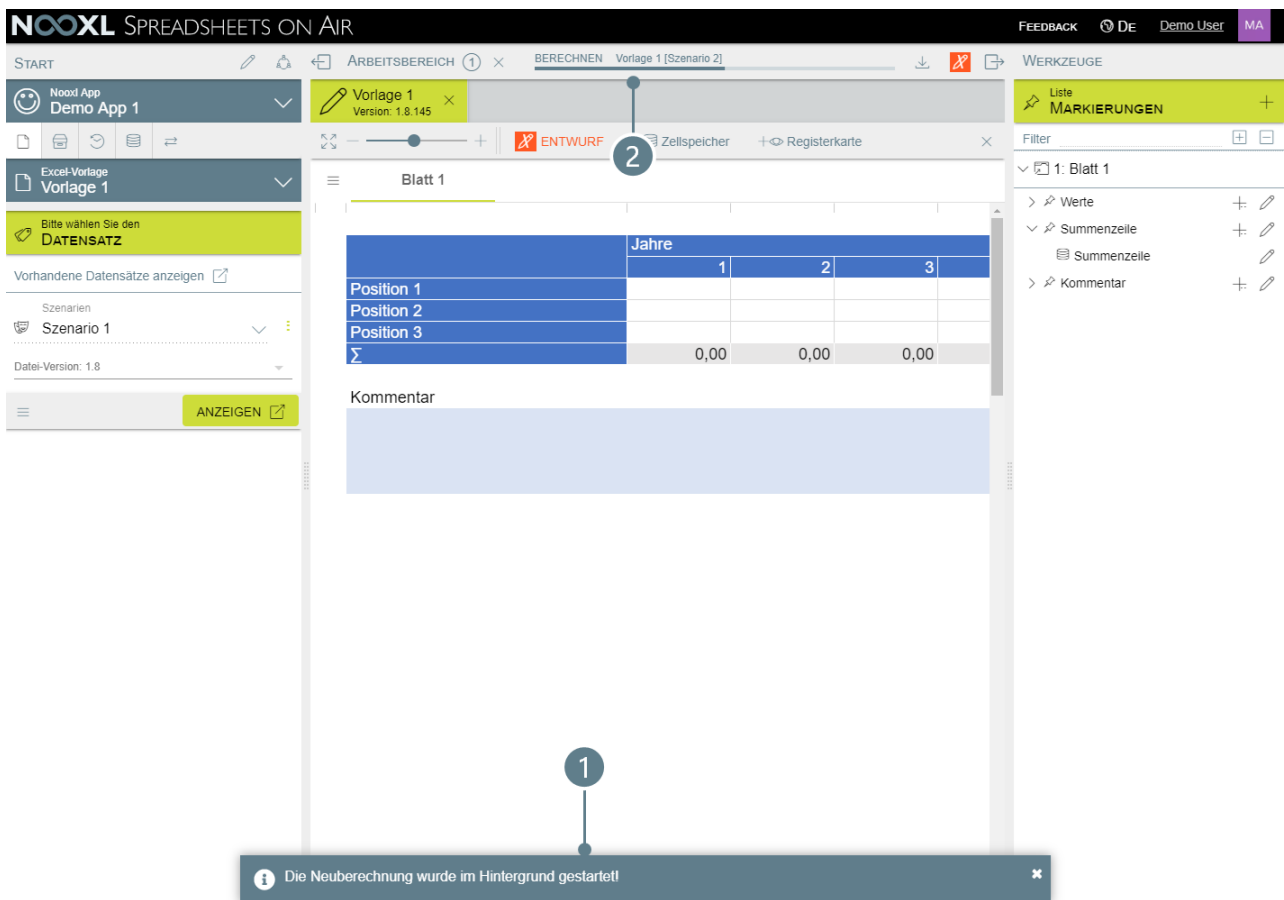 NOOXL SPREADSHEETS ON AIR
FEEDBACK DE Demo User MA
START
ARBEITSBEREICH 1
BERECHNEN Vorlage 1 [Szenario 2]
WERKZEUGE
Nooxl App
Demo App 1
Vorlage 1
Version: 1.8.145
Liste
MARKIERUNGEN
ENTWURF Zellspeicher Registerkarte
2
Filter
Excel-Vorlage
Vorlage 1
Blatt 1
1: Blatt 1
Werte
Summenzeile
Summenzeile
Kommentar
Bitte wählen Sie den
DATENSATZ
Vorhandene Datensätze anzeigen
Szenarien
Szenario 1
Datei-Version: 1.8
ANZEIGEN
Jahre
1 2 3
Position 1
Position 2
Position 3
Σ 0,00 0,00 0,00
Kommentar
1
Die Neuberechnung wurde im Hintergrund gestartet!